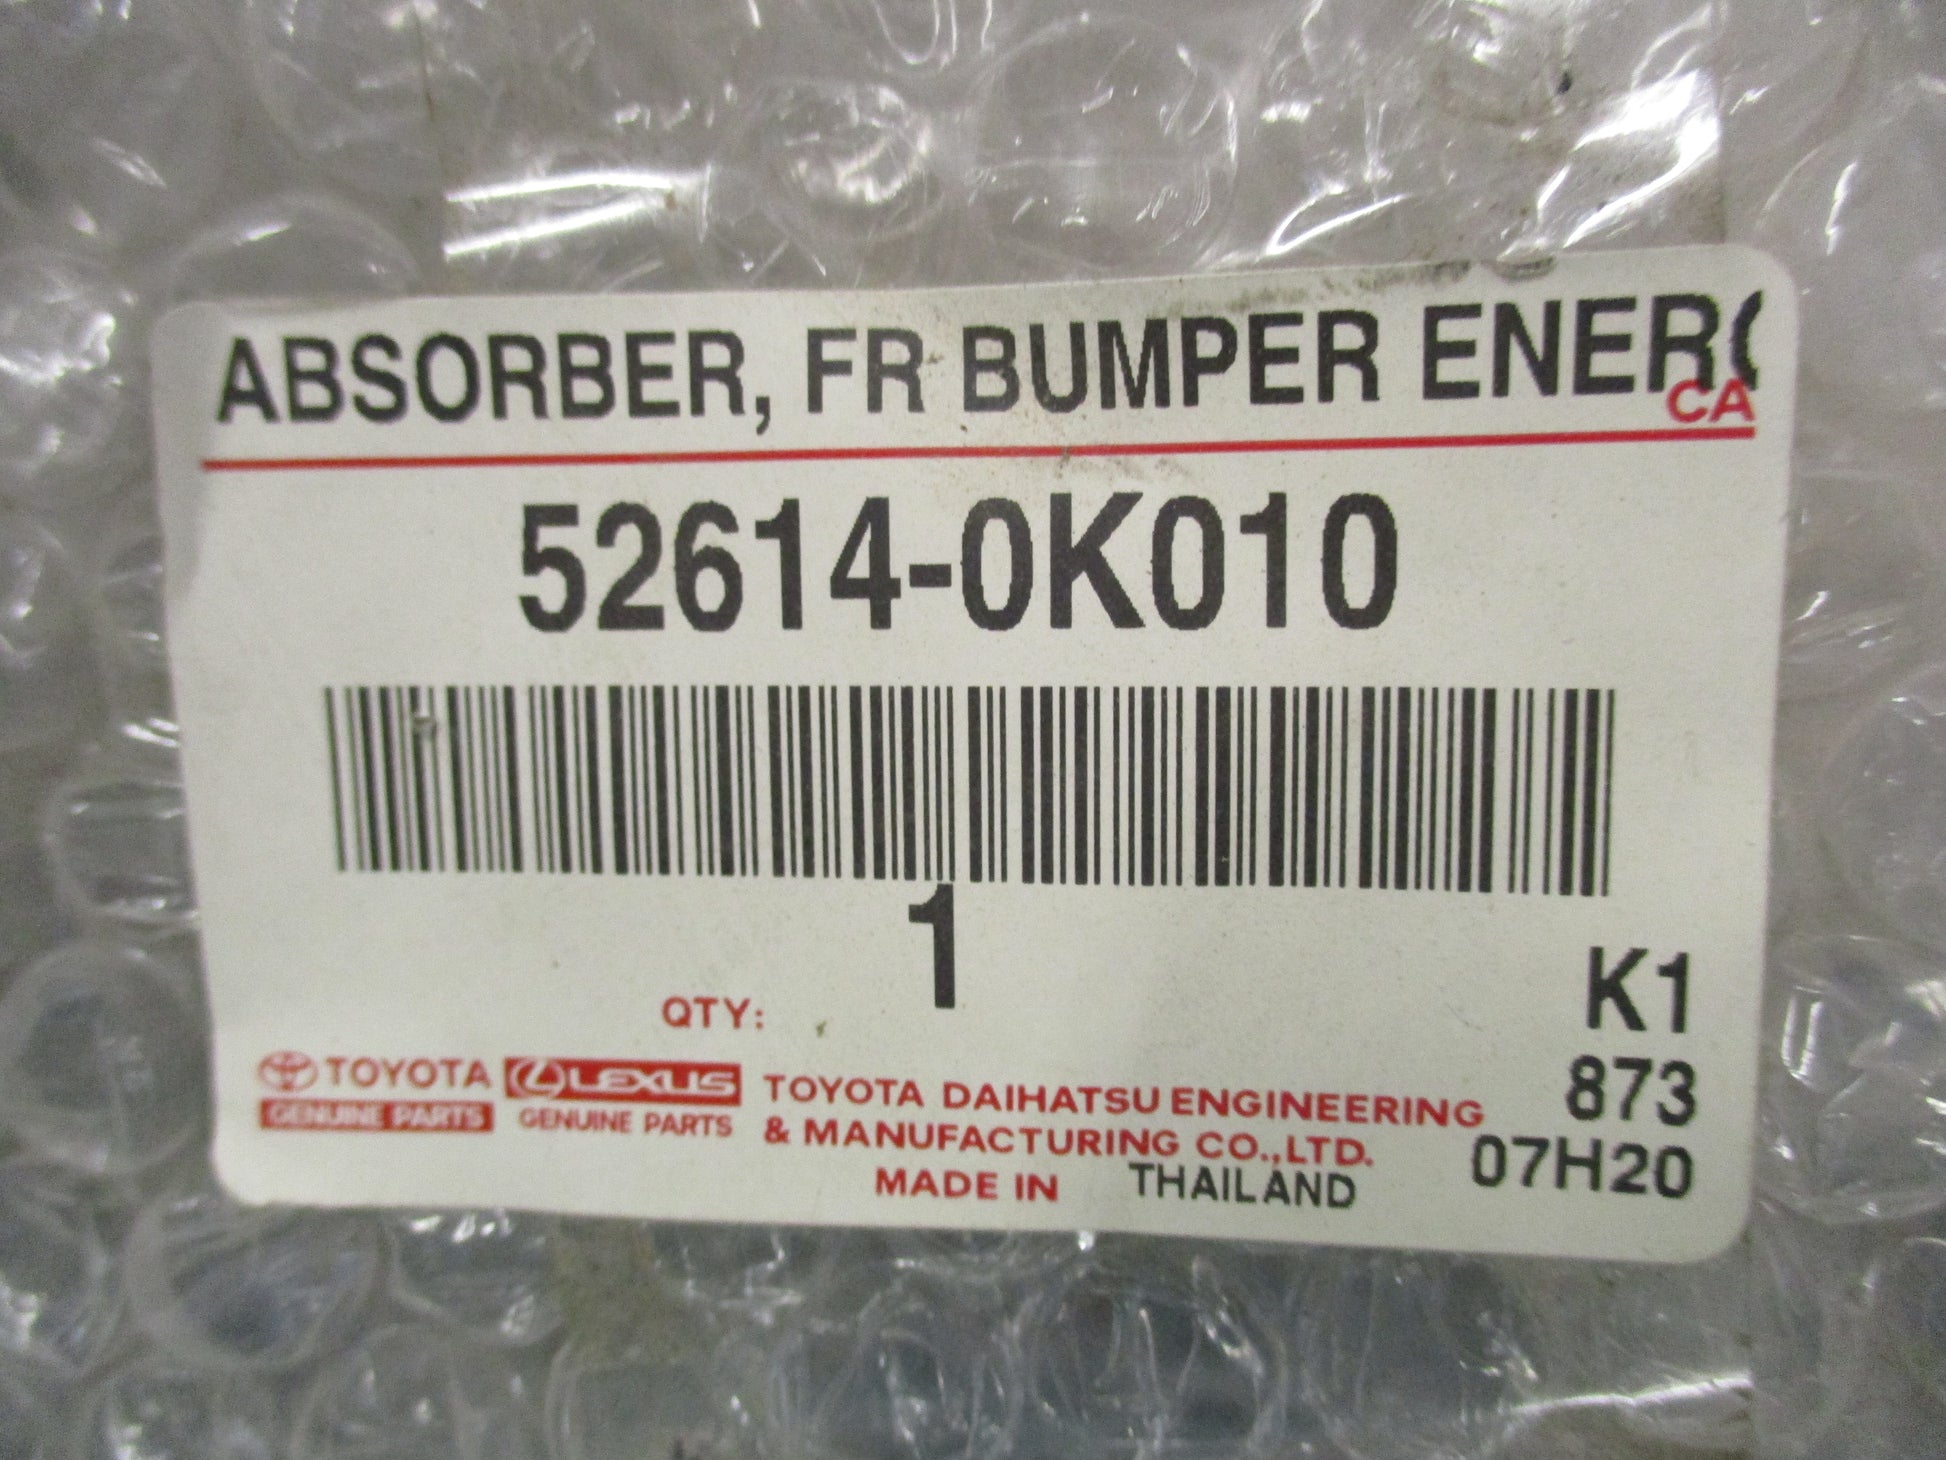 ABSORBER, FR BUMPER ENERG
CA
52614-0K010
1
QTY:
K1
TOYOTA LEXUS TOYOTA DAIHATSU ENGINEERING 873
GENUINE PARTS GENUINE PARTS & MANUFACTURING CO.,LTD. 07H20
MADE IN THAILAND